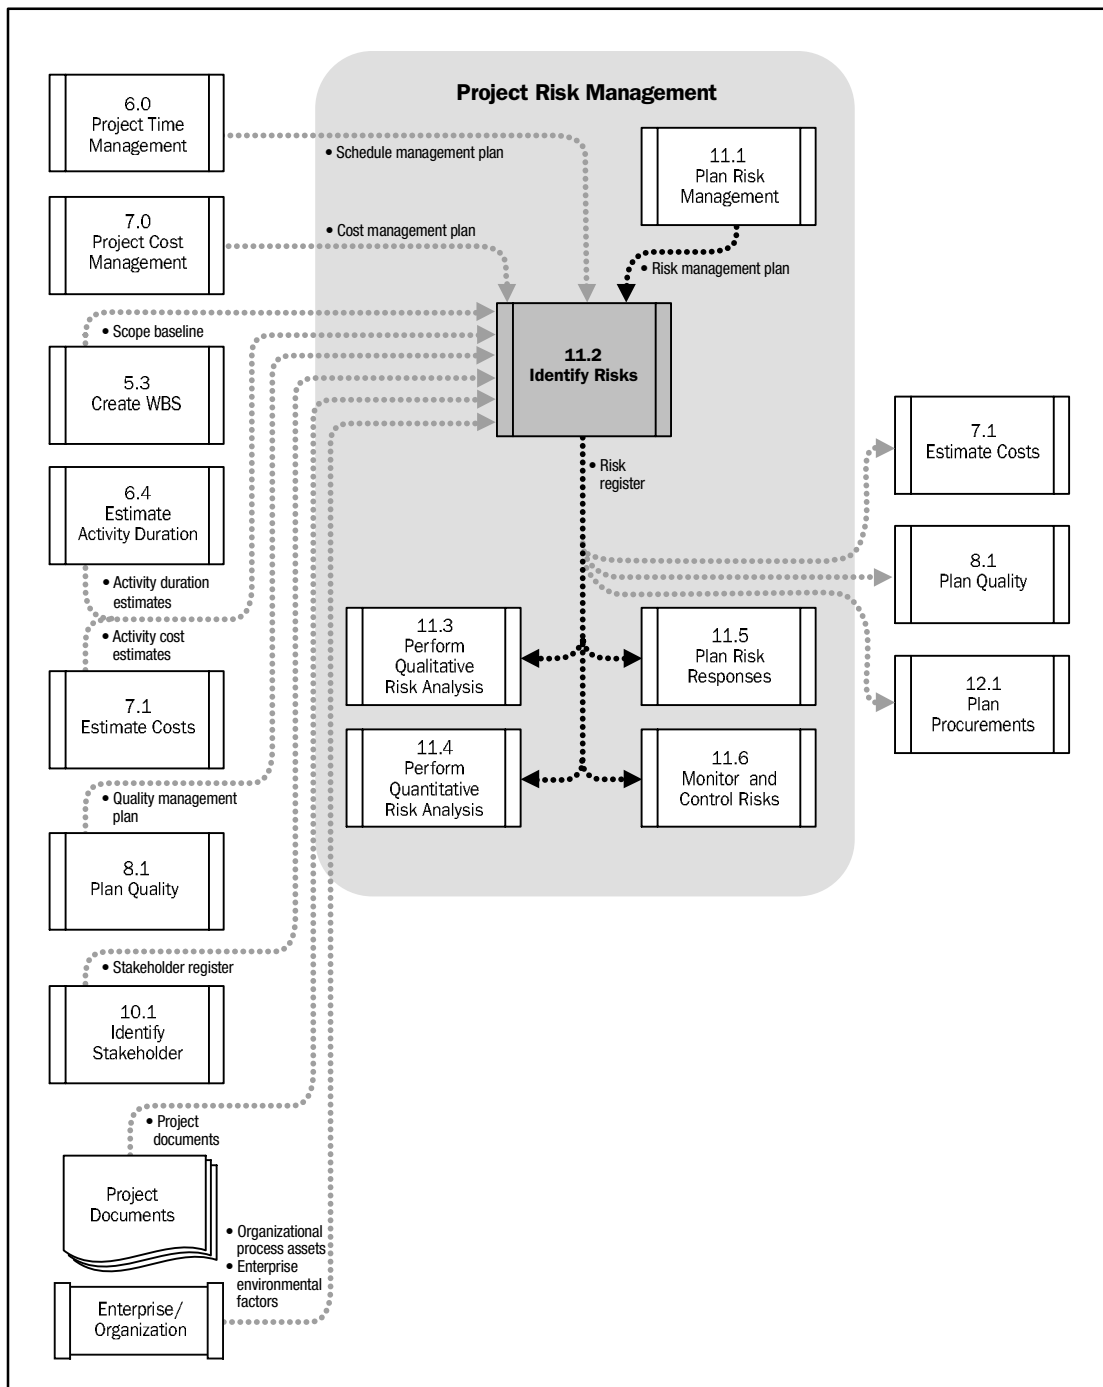 Project Risk Management
6.0
Project Time
Management
• Schedule management plan
11.1
Plan Risk
Management
7.0
Project Cost
Management
• Cost management plan
• Risk management plan
• Scope baseline
5.3
Create WBS
11.2
Identify Risks
7.1
Estimate Costs
• Risk
register
6.4
Estimate
Activity Duration
8.1
Plan Quality
• Activity duration
estimates
• Activity cost
estimates
11.3
Perform
Qualitative
Risk Analysis
11.5
Plan Risk
Responses
12.1
Plan
Procurements
7.1
Estimate Costs
11.4
Perform
Quantitative
Risk Analysis
11.6
Monitor and
Control Risks
• Quality management
plan
8.1
Plan Quality
• Stakeholder register
10.1
Identify
Stakeholder
• Project
documents
Project
Documents
• Organizational
process assets
• Enterprise
environmental
factors
Enterprise/
Organization